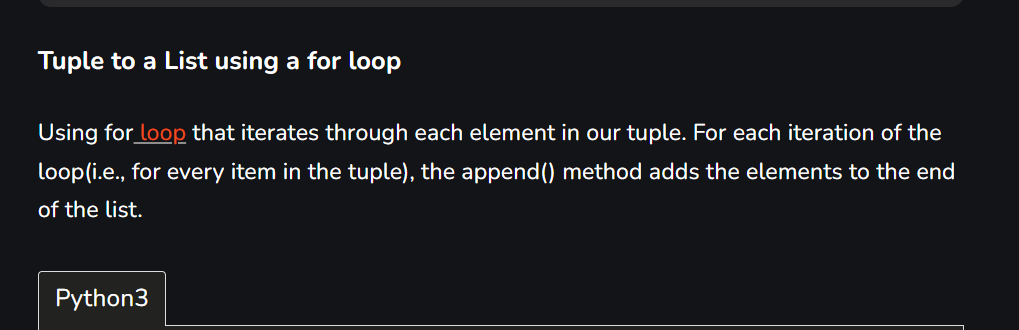 Tuple to a List using a for loop
Using for loop that iterates through each element in our tuple. For each iteration of the
loop(i.e., for every item in the tuple), the append() method adds the elements to the end
of the list.
Python3